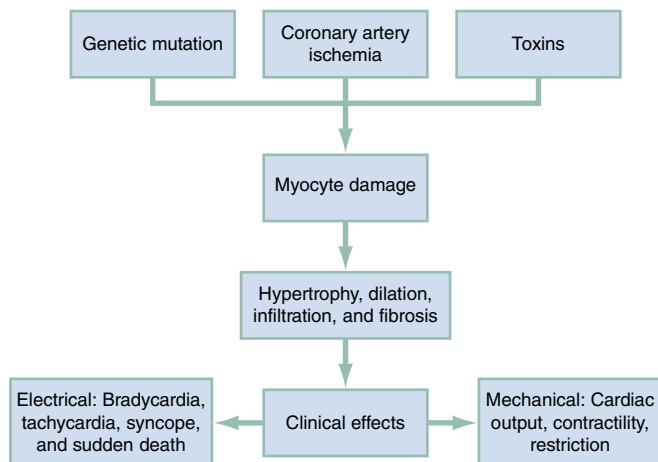 Genetic mutation
Coronary artery
ischemia
Toxins
Myocyte damage
Hypertrophy, dilation,
infiltration, and fibrosis
Electrical: Bradycardia,
tachycardia, syncope,
and sudden death
Clinical effects
Mechanical: Cardiac
output, contractility,
restriction